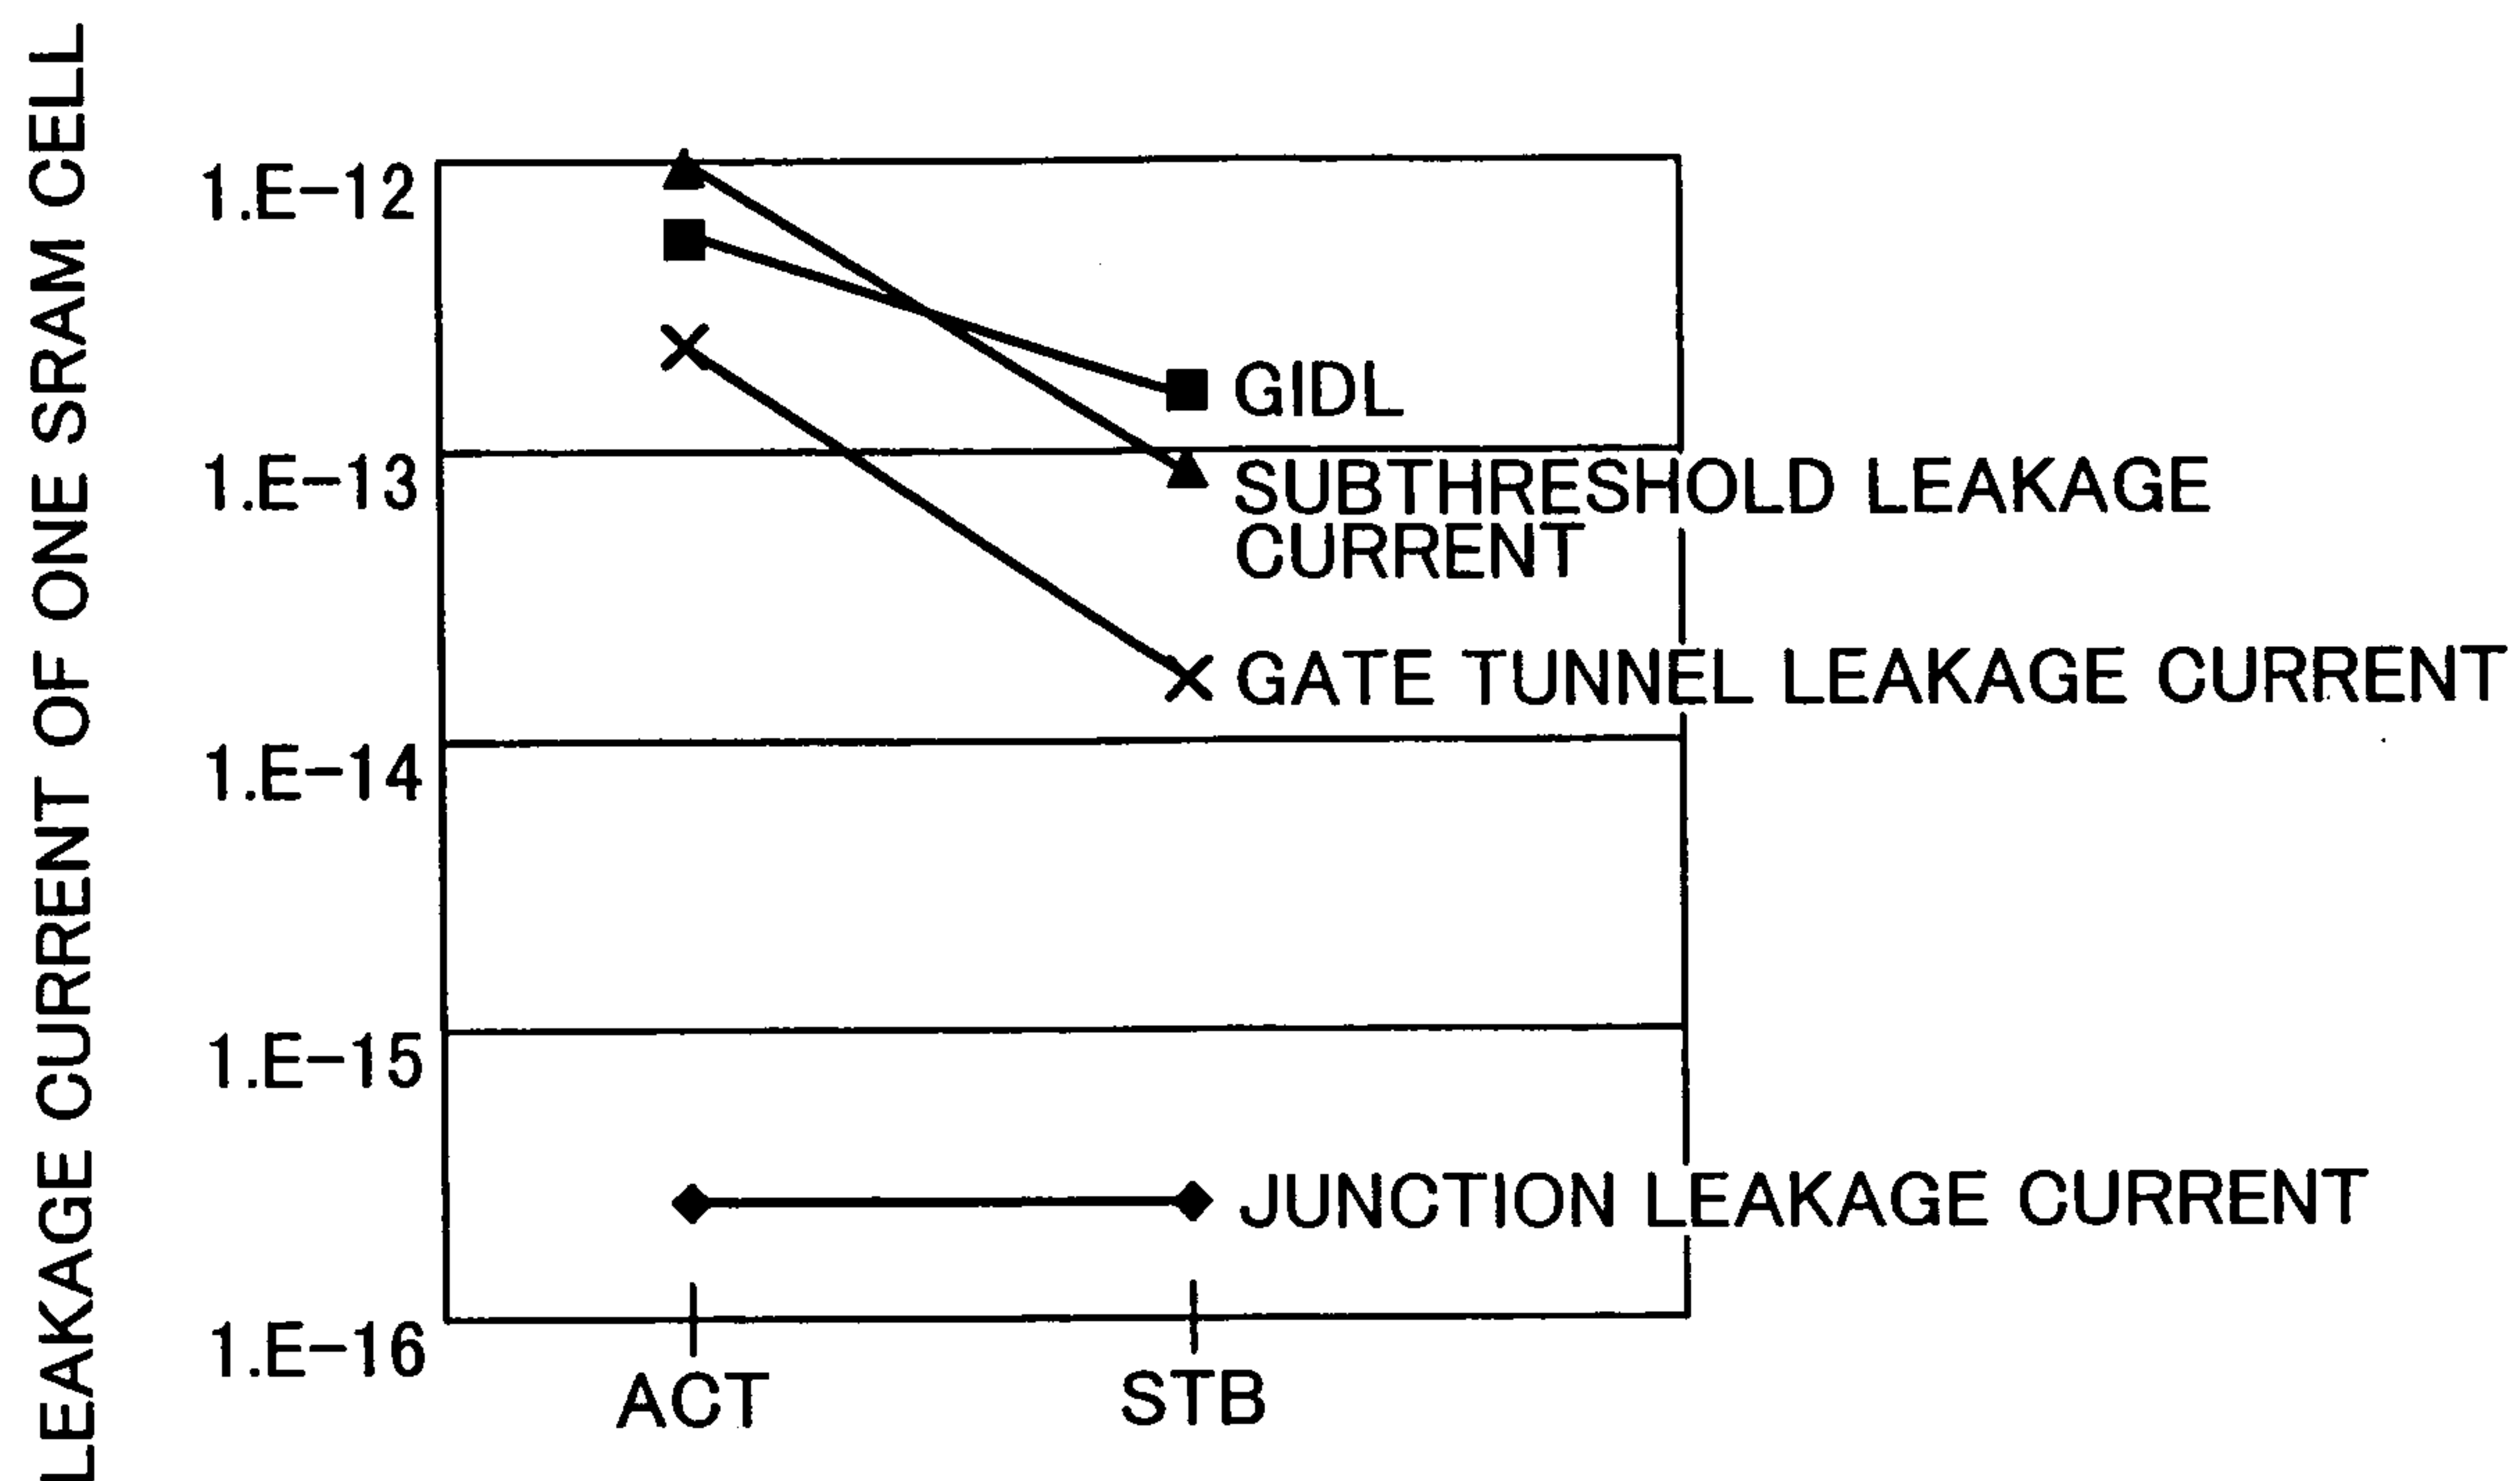 LEAKAGE CURRENT OF ONE SRAM CELL
1.E-12
1.E-13
1.E-14
1.E-15
1.E-16
GIDL
SUBTHRESHOLD LEAKAGE
CURRENT
GATE TUNNEL LEAKAGE CURRENT
JUNCTION LEAKAGE CURRENT
ACT
STB